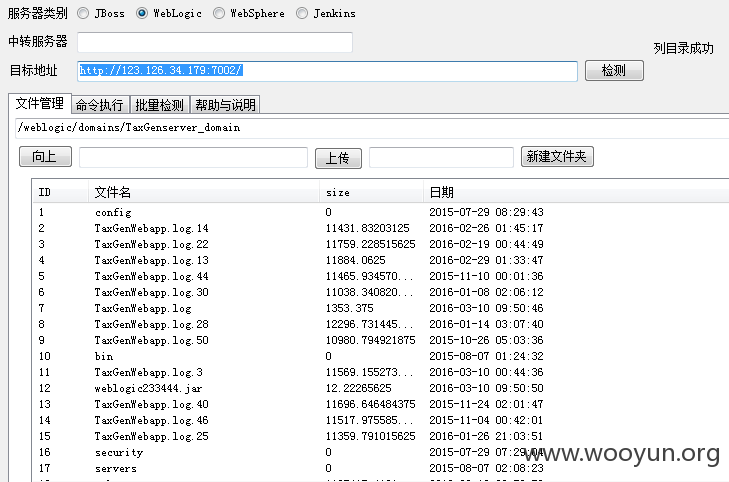 服务器类别 JBoss WebLogic WebSphere Jenkins
中转服务器
列目录成功
目标地址 http://123.126.34.179:7002/ 检测
文件管理 命令执行 批量检测 帮助与说明
/weblogic/domains/TaxGenserver_domain
向上 上传 新建文件夹
ID 文件名 size 日期
1 config 0 2015-07-29 08:29:43
2 TaxGenWebapp.log.14 11431.83203125 2016-02-26 01:45:17
3 TaxGenWebapp.log.22 11759.228515625 2016-02-19 00:44:49
4 TaxGenWebapp.log.13 11884.0625 2016-02-29 01:33:47
5 TaxGenWebapp.log.44 11465.934570... 2015-11-10 00:01:36
6 TaxGenWebapp.log.30 11038.340820... 2016-01-08 02:06:12
7 TaxGenWebapp.log 1353.375 2016-03-10 09:50:46
8 TaxGenWebapp.log.28 12296.731445... 2016-01-14 03:07:40
9 TaxGenWebapp.log.50 10980.794921875 2015-10-26 05:03:36
10 bin 0 2015-08-07 01:24:32
11 TaxGenWebapp.log.3 11569.155273... 2016-03-10 00:44:36
12 weblogic233444.jar 12.22265625 2016-03-10 09:50:50
13 TaxGenWebapp.log.40 11696.646484375 2015-11-24 02:01:47
14 TaxGenWebapp.log.46 11517.975585... 2015-11-04 00:42:01
15 TaxGenWebapp.log.25 11359.791015625 2016-01-26 21:03:51
16 security 0 2015-07-29 07:29:04
17 servers 0 2015-08-07 02:08:23
www.wooyun.org